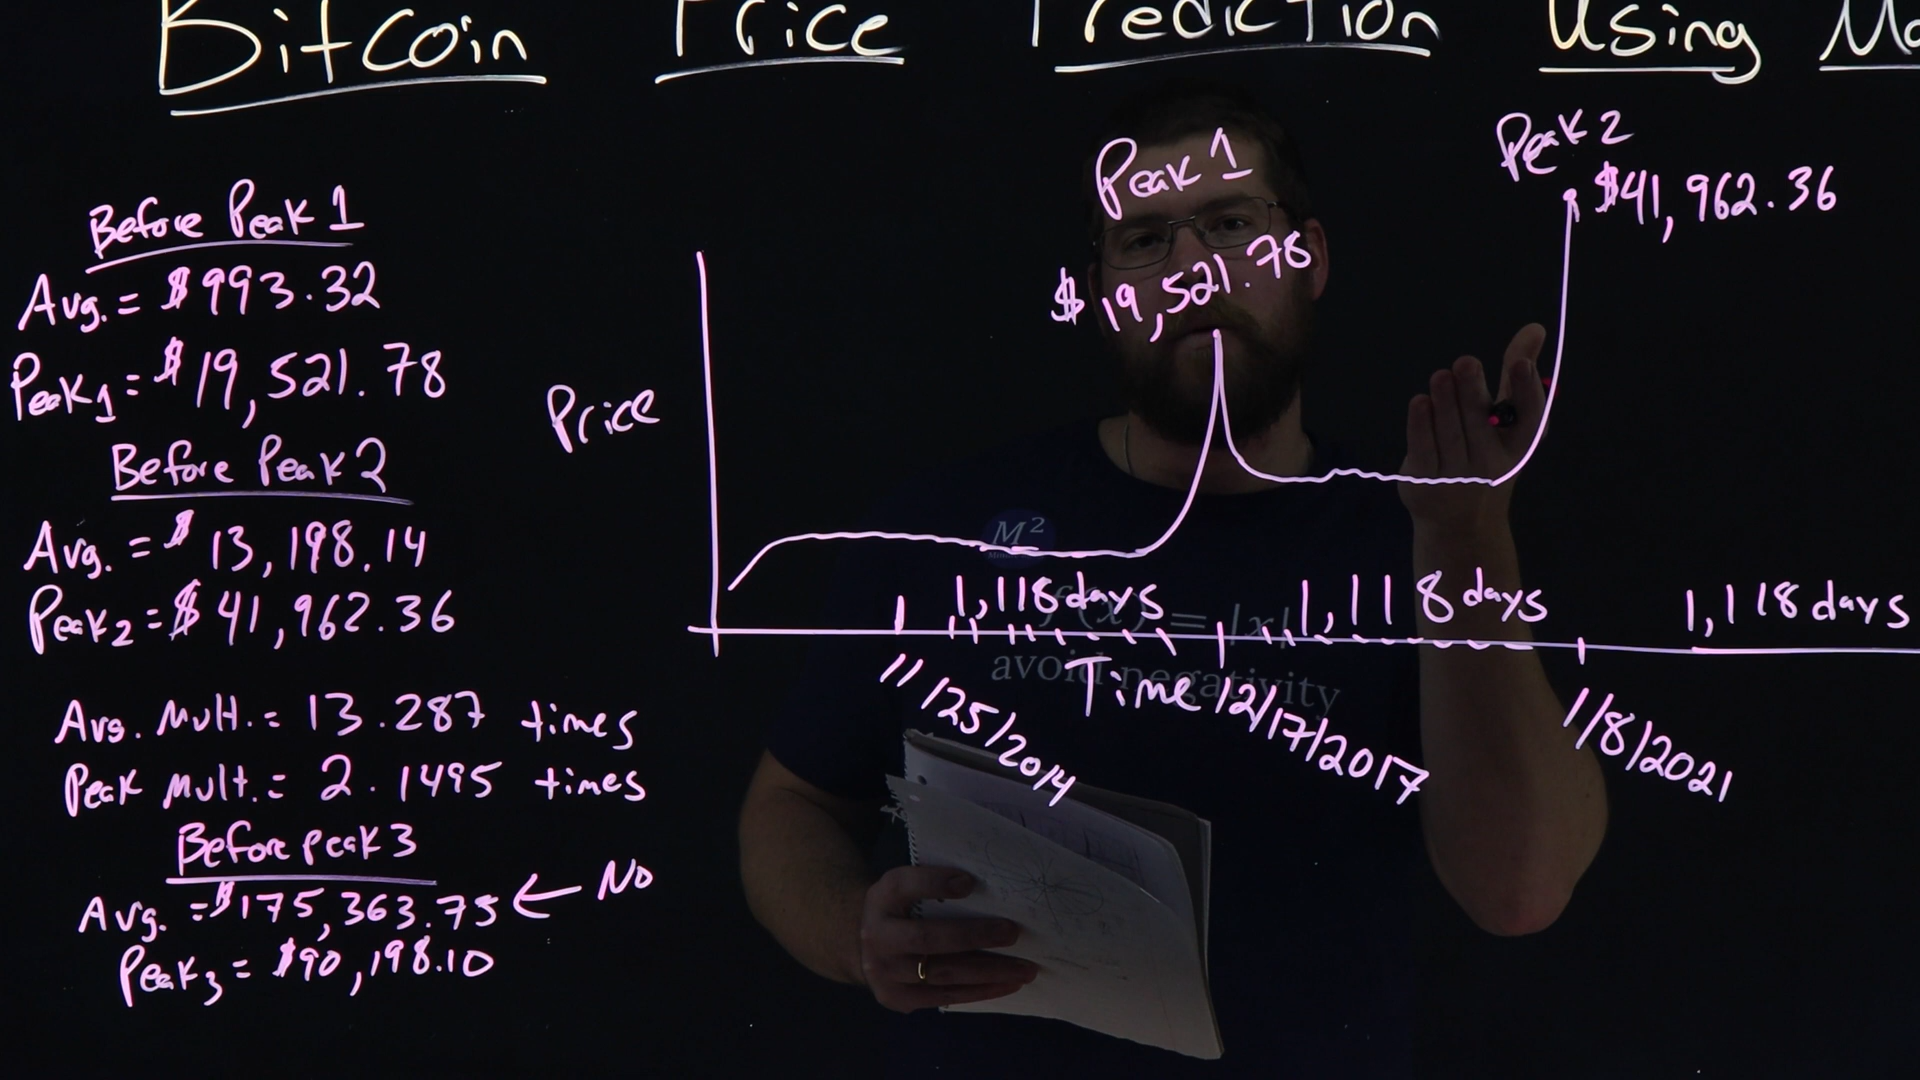 Bitcoin Price Prediction Using Ma
Before Peak 1
Avg. = $993.32
Peak1 = $19,521.78
Before Peak 2
Avg. = $13,198.14
Peak2 = $41,962.36
Avg. Mult. = 13.287 times
Peak Mult. = 2.1495 times
Before Peak 3
Avg. = $175,363.75 ← No
Peak3 = $90,198.10
Peak 1
$19,521.78
Peak 2
$41,962.36
Price
1,118 days 1,118 days 1,118 days
Time
11/25/2014 12/17/2017 1/8/2021
M²
f(x) = |x|
avoid negativity